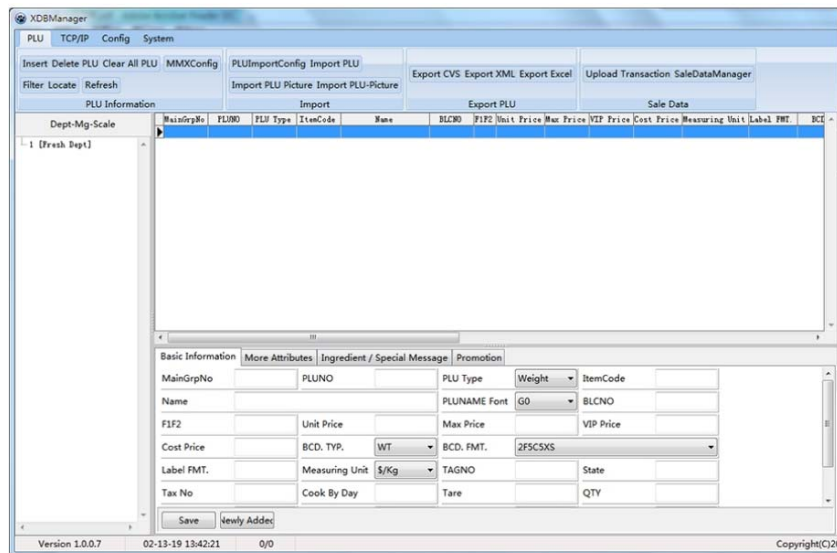 XDBManager
PLU TCP/IP Config System
Insert Delete PLU Clear All PLU MMXConfig
Filter Locate Refresh
PLU Information
PLUImportConfig Import PLU
Import PLU Picture Import PLU-Picture
Import
Export CVS Export XML Export Excel
Export PLU
Upload Transaction SaleDataManager
Sale Data
Dept-Mg-Scale
1 [Fresh Dept]
MainGrpNo PLUNO PLU Type ItemCode Name BLCNO F1F2 Unit Price Max Price VIP Price Cost Price Measuring Unit Label FMT. BCD
Basic Information More Attributes Ingredient / Special Message Promotion
MainGrpNo PLUNO PLU Type Weight ItemCode
Name PLUNAME Font G0 BLCNO
F1F2 Unit Price Max Price VIP Price
Cost Price BCD. TYP. WT BCD. FMT. 2F5C5XS
Label FMT. Measuring Unit $/Kg TAGNO State
Tax No Cook By Day Tare QTY
Save Newly Added
Version 1.0.0.7 02-13-19 13:42:21 0/0 Copyright(C)2